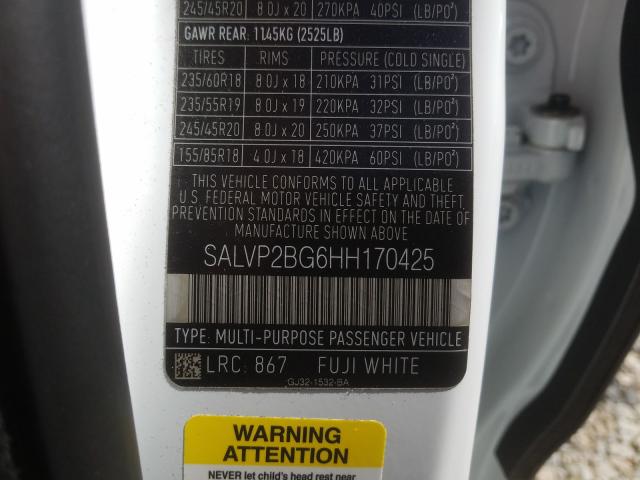 245/45R20 8.0J x 20 270KPA 40PSI (LB/PO²)
GAWR REAR: 1145KG (2525LB)
TIRES RIMS PRESSURE (COLD SINGLE)
235/60R18 8.0J x 18 210KPA 31PSI (LB/PO²)
235/55R19 8.0J x 19 220KPA 32PSI (LB/PO²)
245/45R20 8.0J x 20 250KPA 37PSI (LB/PO²)
155/85R18 4.0J x 18 420KPA 60PSI (LB/PO²)
THIS VEHICLE CONFORMS TO ALL APPLICABLE
U.S. FEDERAL MOTOR VEHICLE SAFETY AND
THEFT PREVENTION STANDARDS IN EFFECT ON THE
DATE OF MANUFACTURE SHOWN ABOVE
SALVP2BG6HH170425
TYPE: MULTI-PURPOSE PASSENGER VEHICLE
LRC: 867 FUJI WHITE
GJ32-1532-BA
WARNING
ATTENTION
NEVER let child's head rest near